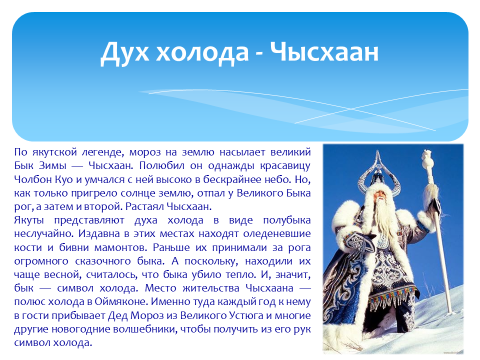 Дух холода - Чысхаан
По якутской легенде, мороз на землю насылает великий
Бык Зимы — Чысхаан. Полюбил он однажды красавицу
Чолбон Куо и умчался с ней высоко в бескрайнее небо. Но,
как только пригрело солнце землю, отпал у Великого Быка
рог, а затем и второй. Растаял Чысхаан.
Якуты представляют духа холода в виде полубыка
неслучайно. Издавна в этих местах находят оледеневшие
кости и бивни мамонтов. Раньше их принимали за рога
огромного сказочного быка. А поскольку, находили их
чаще весной, считалось, что быка убило тепло. И, значит,
бык — символ холода. Место жительства Чысхаана —
полюс холода в Оймяконе. Именно туда каждый год к нему
в гости прибывает Дед Мороз из Великого Устюга и многие
другие новогодние волшебники, чтобы получить из его рук
символ холода.